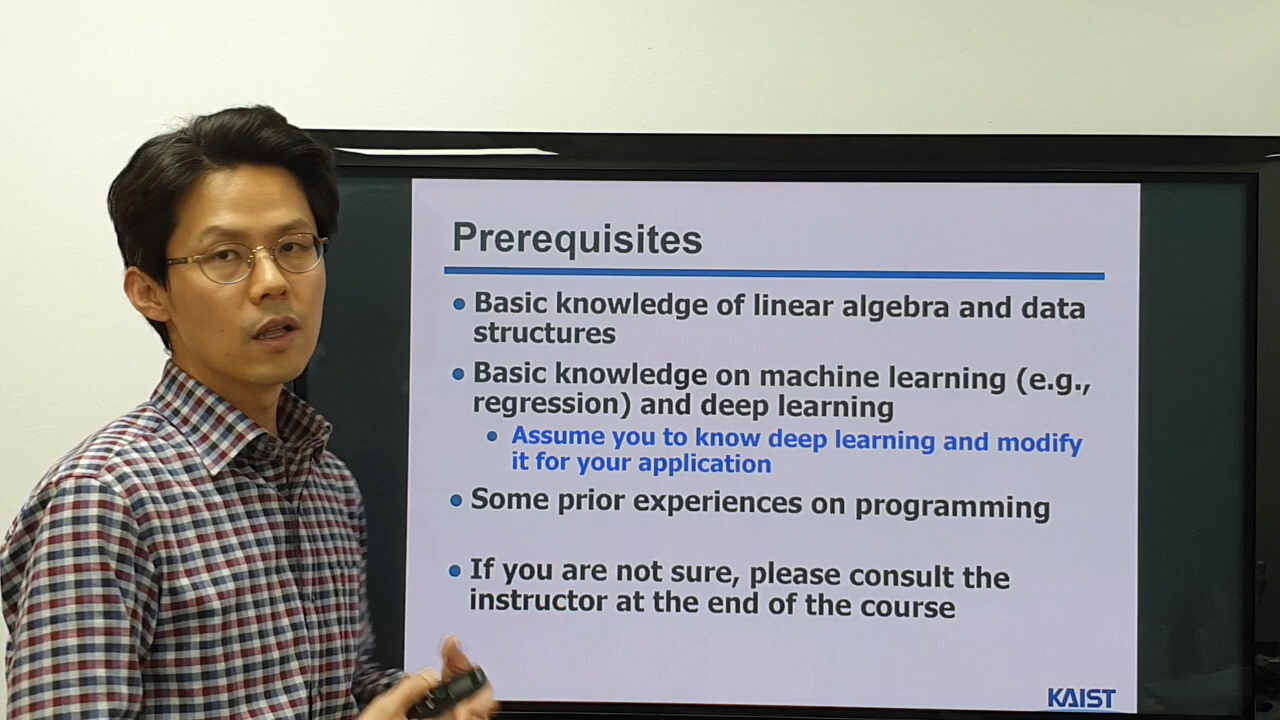 Prerequisites
Basic knowledge of linear algebra and data
structures
Basic knowledge on machine learning (e.g.,
regression) and deep learning
Assume you to know deep learning and modify
it for your application
Some prior experiences on programming
If you are not sure, please consult the
instructor at the end of the course
KAIST